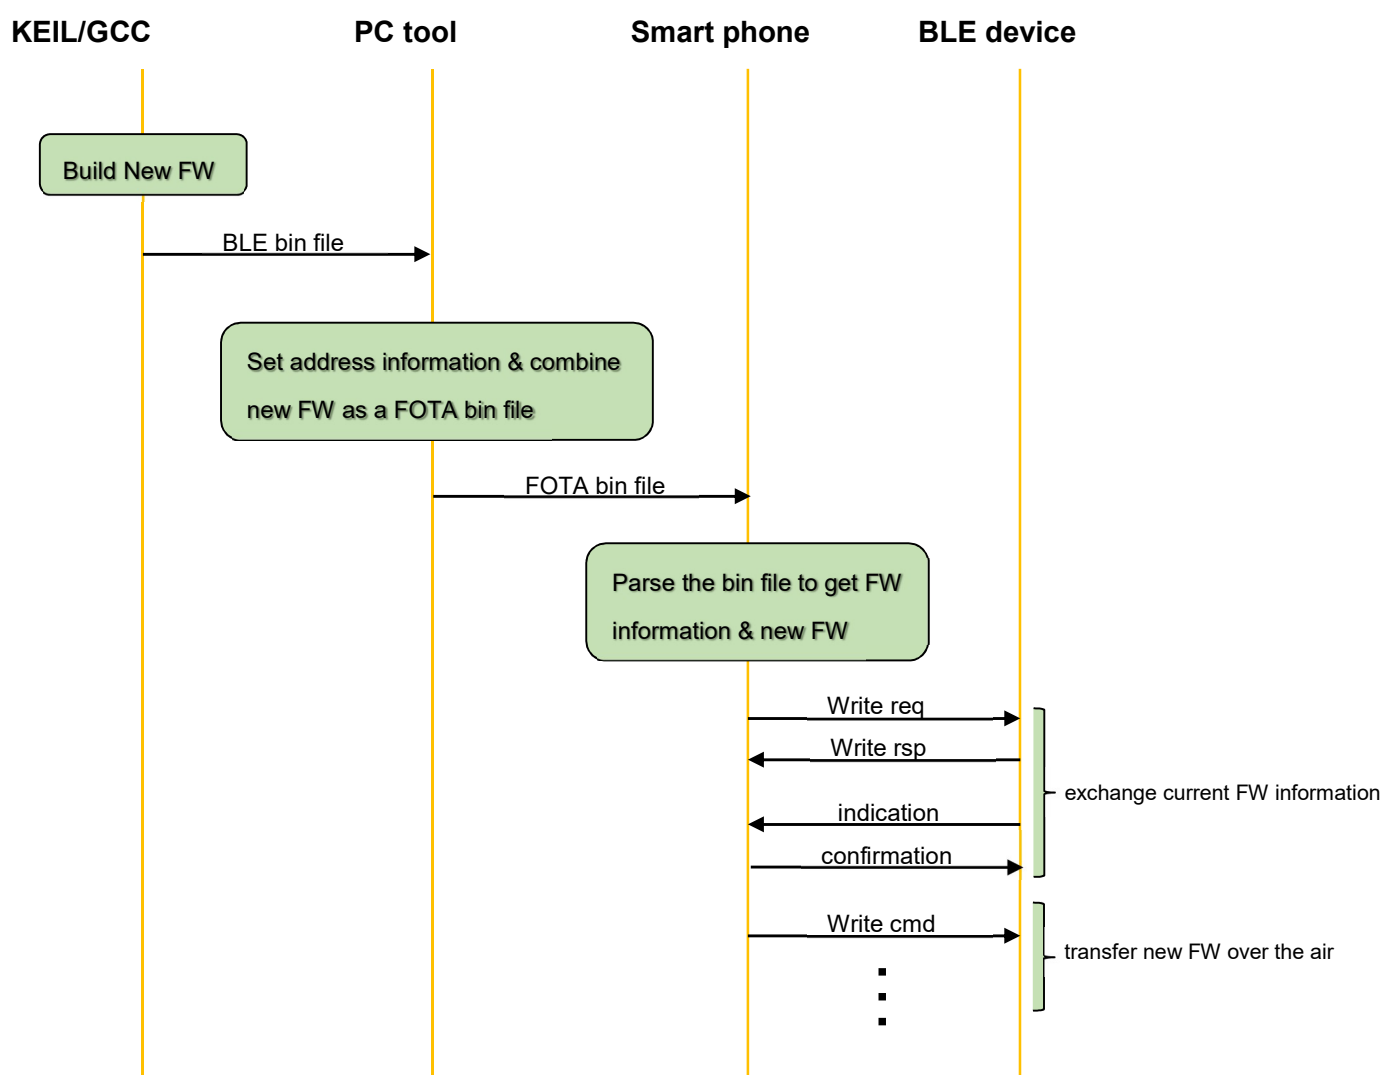 KEIL/GCC
PC tool
Smart phone
BLE device
Build New FW
BLE bin file
Set address information & combine
new FW as a FOTA bin file
FOTA bin file
Parse the bin file to get FW
information & new FW
Write req
Write rsp
exchange current FW information
indication
confirmation
Write cmd
transfer new FW over the air